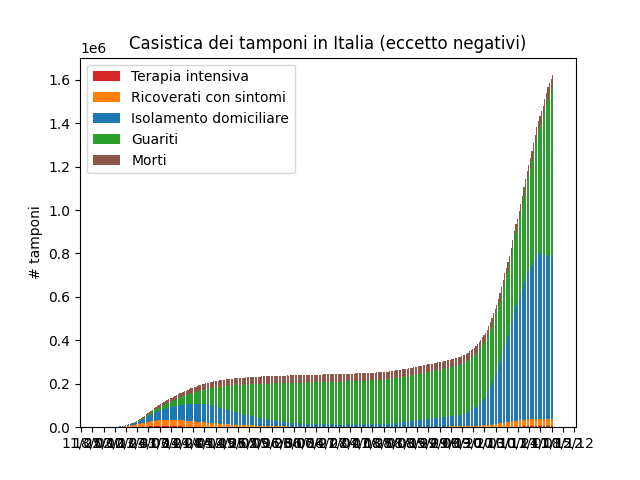 Casistica dei tamponi in Italia (eccetto negativi)
1e6
Terapia intensiva
Ricoverati con sintomi
Isolamento domiciliare
Guariti
Morti
1.6
1.4
1.2
1.0
0.8
0.6
0.4
0.2
0.0
# tamponi